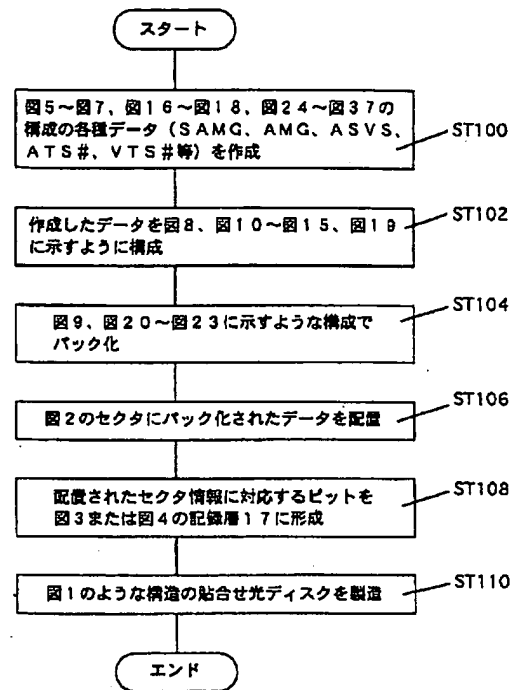 スタート
図5～図7、図16～図18、図24～図37の
構成の各種データ（SAMG、AMG、ASVS、
ATS#、VTS#等）を作成
ST100
作成したデータを図8、図10～図15、図19
に示すように構成
ST102
図9、図20～図23に示すような構成で
パック化
ST104
図2のセクタにパック化されたデータを配置
ST106
配置されたセクタ情報に対応するピットを
図3または図4の記録層17に形成
ST108
図1のような構造の貼合せ光ディスクを製造
ST110
エンド